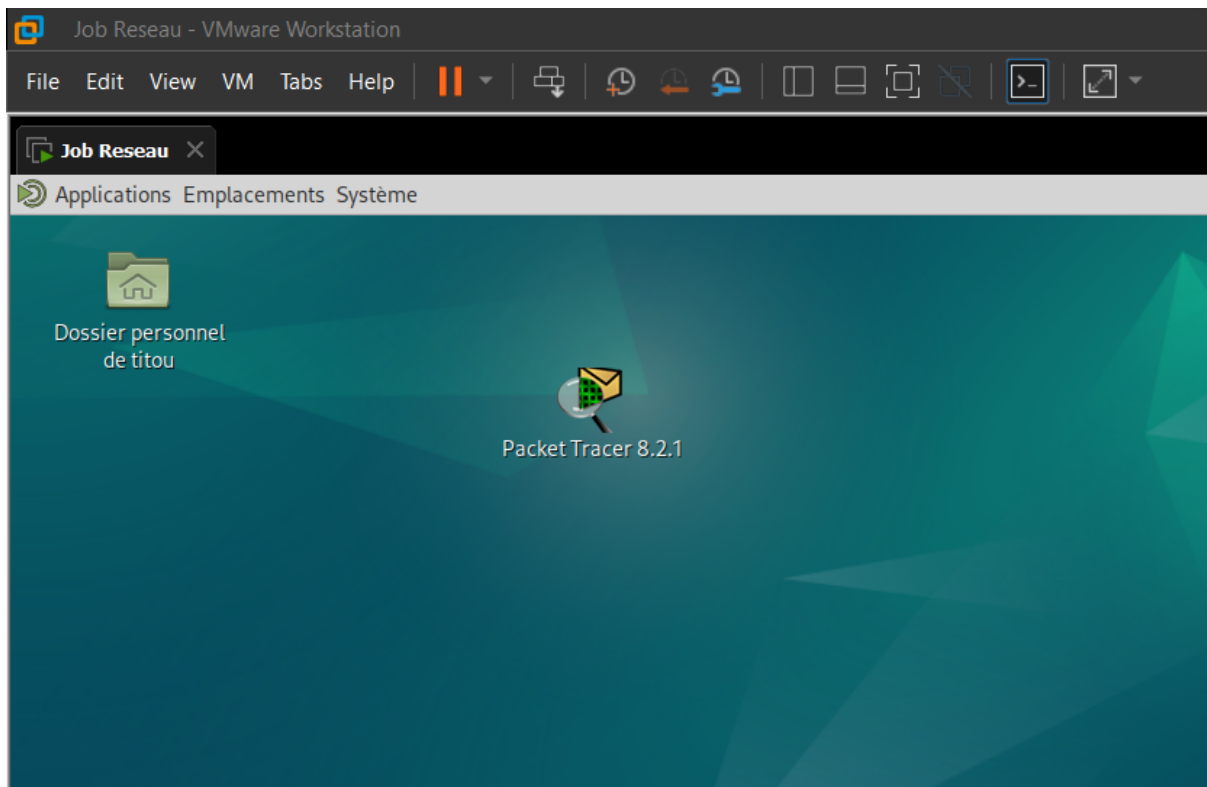 Job Reseau - VMware Workstation
File Edit View VM Tabs Help
Job Reseau
Applications Emplacements Système
Dossier personnel
de titou
Packet Tracer 8.2.1